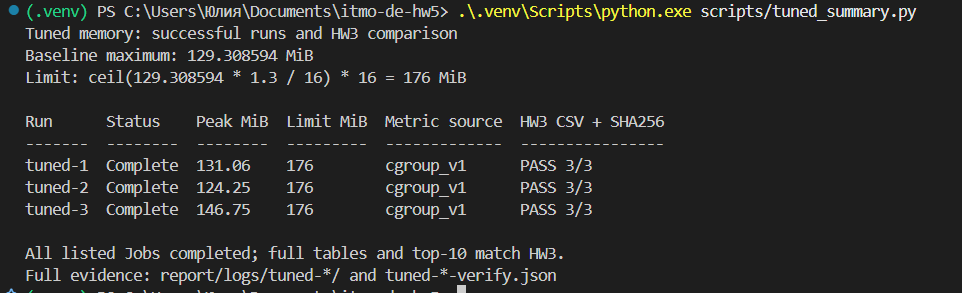 (.venv) PS C:\Users\Юлия\Documents\itmo-de-hw5> .\.venv\Scripts\python.exe scripts/tuned_summary.py
Tuned memory: successful runs and HW3 comparison
Baseline maximum: 129.308594 MiB
Limit: ceil(129.308594 * 1.3 / 16) * 16 = 176 MiB
Run Status Peak MiB Limit MiB Metric source HW3 CSV + SHA256
------- -------- -------- --------- ------------- ----------------
tuned-1 Complete 131.06 176 cgroup_v1 PASS 3/3
tuned-2 Complete 124.25 176 cgroup_v1 PASS 3/3
tuned-3 Complete 146.75 176 cgroup_v1 PASS 3/3
All listed Jobs completed; full tables and top-10 match HW3.
Full evidence: report/logs/tuned-*/ and tuned-*-verify.json